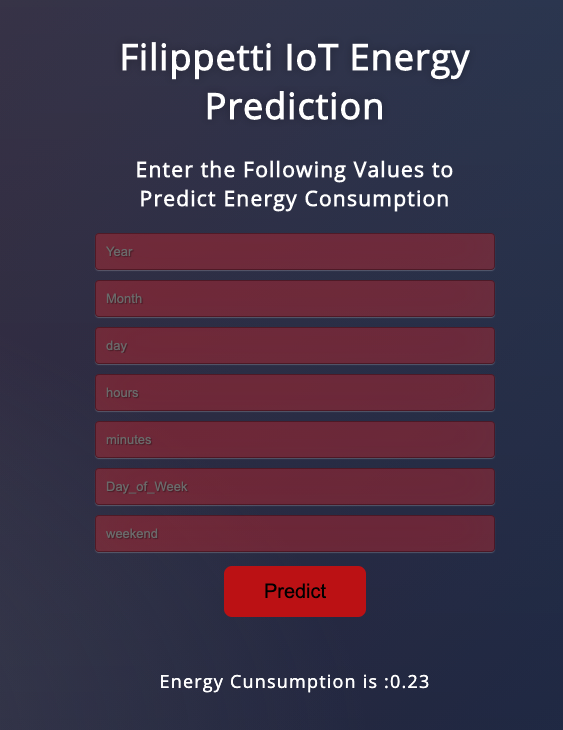 Filippetti IoT Energy
Prediction
Enter the Following Values to
Predict Energy Consumption
Year
Month
day
hours
minutes
Day_of_Week
weekend
Predict
Energy Cunsumption is :0.23